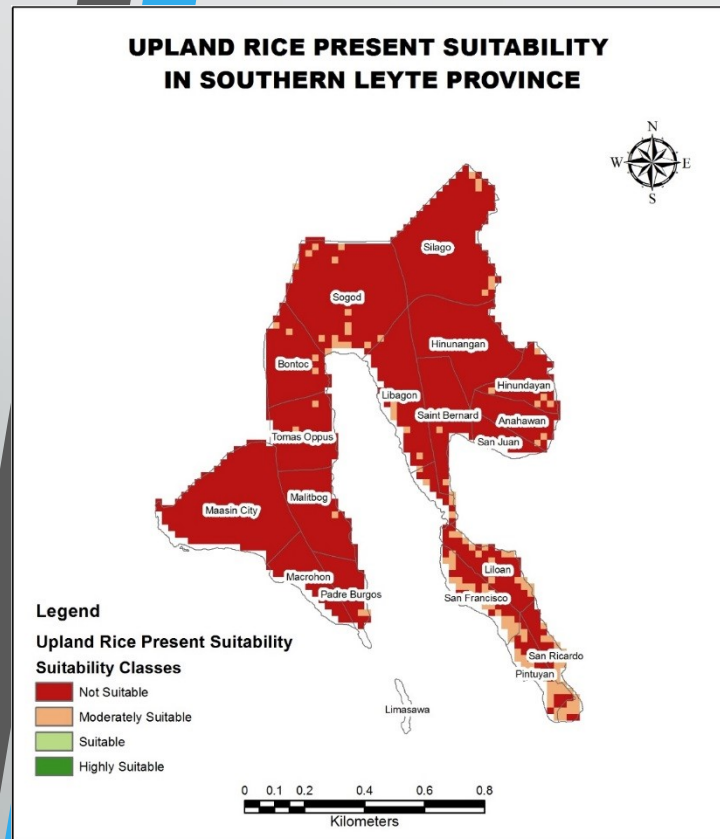 UPLAND RICE PRESENT SUITABILITY
IN SOUTHERN LEYTE PROVINCE
N
W E
S
Silago
Sogod
Hinunangan
Bontoc
Hinundayan
Libagon
Saint Bernard
Anahawan
Tomas Oppus
San Juan
Malitbog
Maasin City
Liloan
Macrohon
Padre Burgos
San Francisco
San Ricardo
Pintuyan
Limasawa
Legend
Upland Rice Present Suitability
Suitability Classes
Not Suitable
Moderately Suitable
Suitable
Highly Suitable
0 0.1 0.2 0.4 0.6 0.8
Kilometers